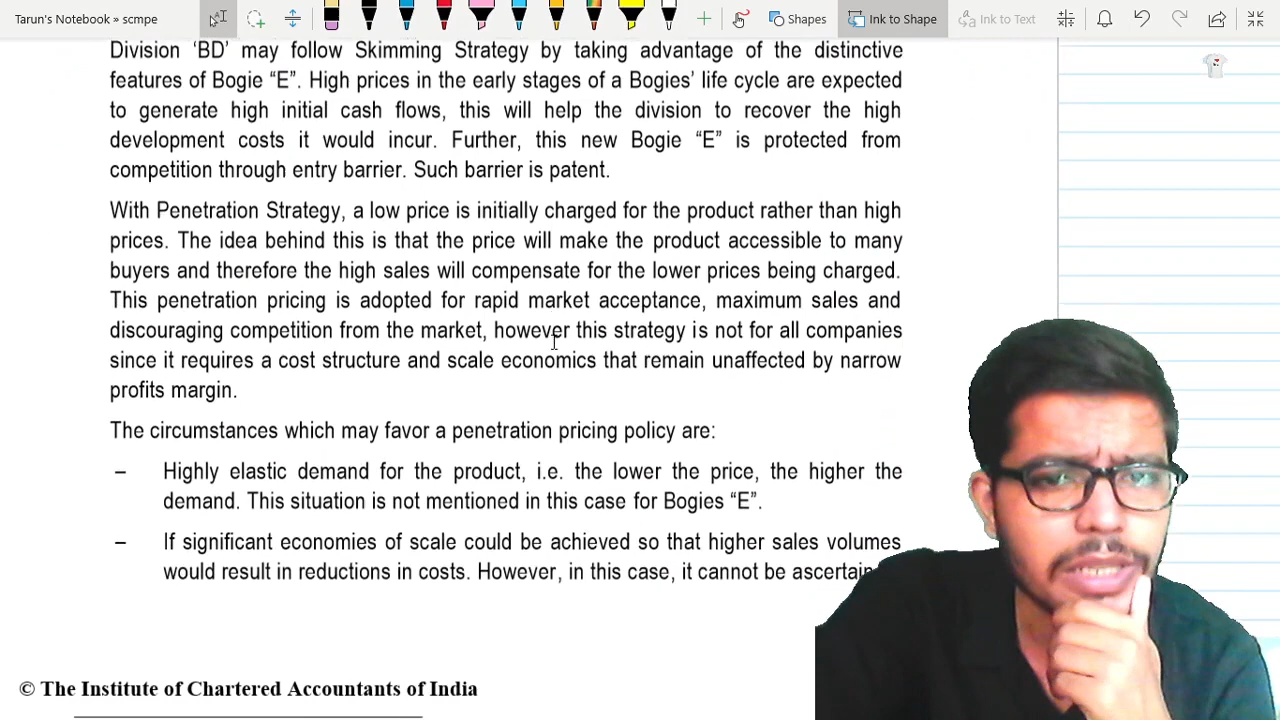 Tarun's Notebook » scmpe
Shapes
Ink to Shape
Ink to Text
Division ‘BD’ may follow Skimming Strategy by taking advantage of the distinctive
features of Bogie “E”. High prices in the early stages of a Bogies’ life cycle are expected
to generate high initial cash flows, this will help the division to recover the high
development costs it would incur. Further, this new Bogie “E” is protected from
competition through entry barrier. Such barrier is patent.
With Penetration Strategy, a low price is initially charged for the product rather than high
prices. The idea behind this is that the price will make the product accessible to many
buyers and therefore the high sales will compensate for the lower prices being charged.
This penetration pricing is adopted for rapid market acceptance, maximum sales and
discouraging competition from the market, however this strategy is not for all companies
since it requires a cost structure and scale economics that remain unaffected by narrow
profits margin.
The circumstances which may favor a penetration pricing policy are:
– Highly elastic demand for the product, i.e. the lower the price, the higher the
demand. This situation is not mentioned in this case for Bogies “E”.
– If significant economies of scale could be achieved so that higher sales volumes
would result in reductions in costs. However, in this case, it cannot be
© The Institute of Chartered Accountants of India